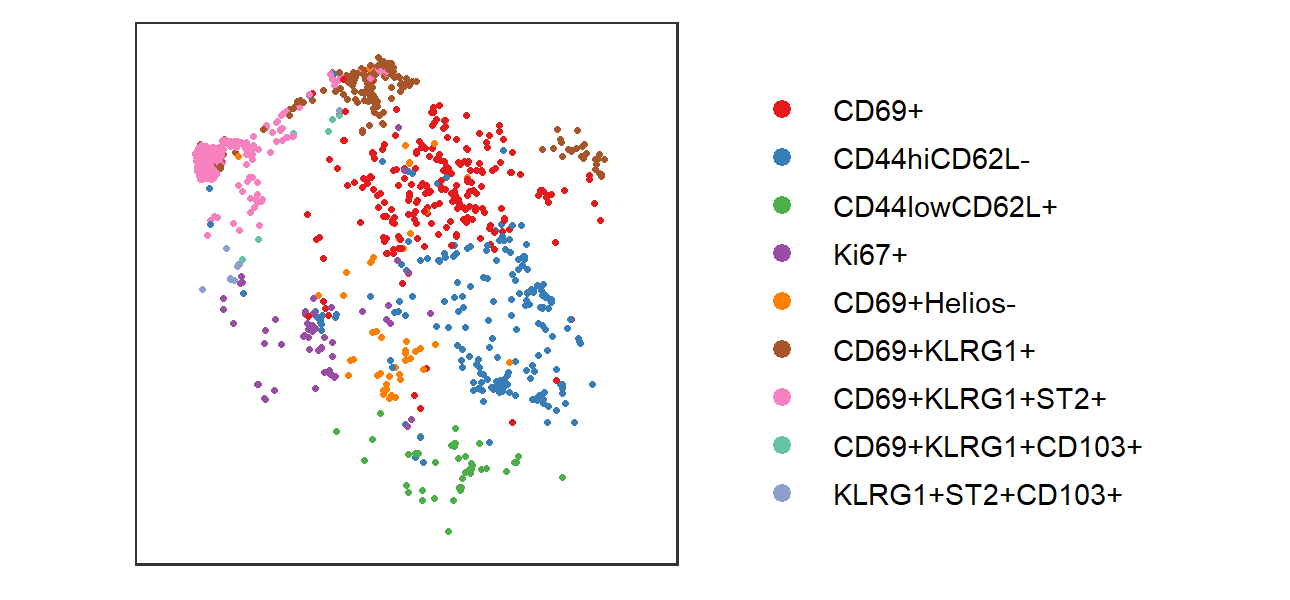 CD69+
CD44hiCD62L-
CD44lowCD62L+
Ki67+
CD69+Helios-
CD69+KLRG1+
CD69+KLRG1+ST2+
CD69+KLRG1+CD103+
KLRG1+ST2+CD103+